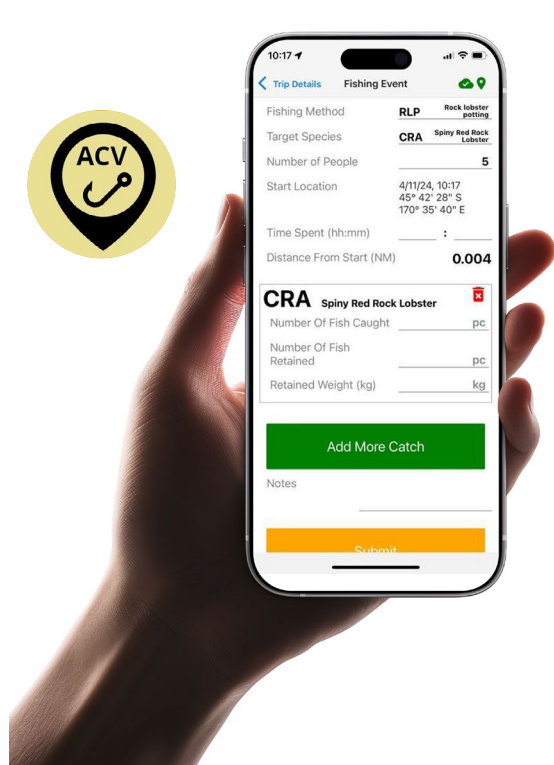 ACV
10:17
Trip Details Fishing Event
Fishing Method RLP Rock lobster
potting
Target Species CRA Spiny Red Rock
Lobster
Number of People 5
Start Location 4/11/24, 10:17
45° 42' 28" S
170° 35' 40" E
Time Spent (hh:mm) :
Distance From Start (NM) 0.004
CRA Spiny Red Rock Lobster
Number Of Fish Caught pc
Number Of Fish
Retained pc
Retained Weight (kg) kg
Add More Catch
Notes
Submit